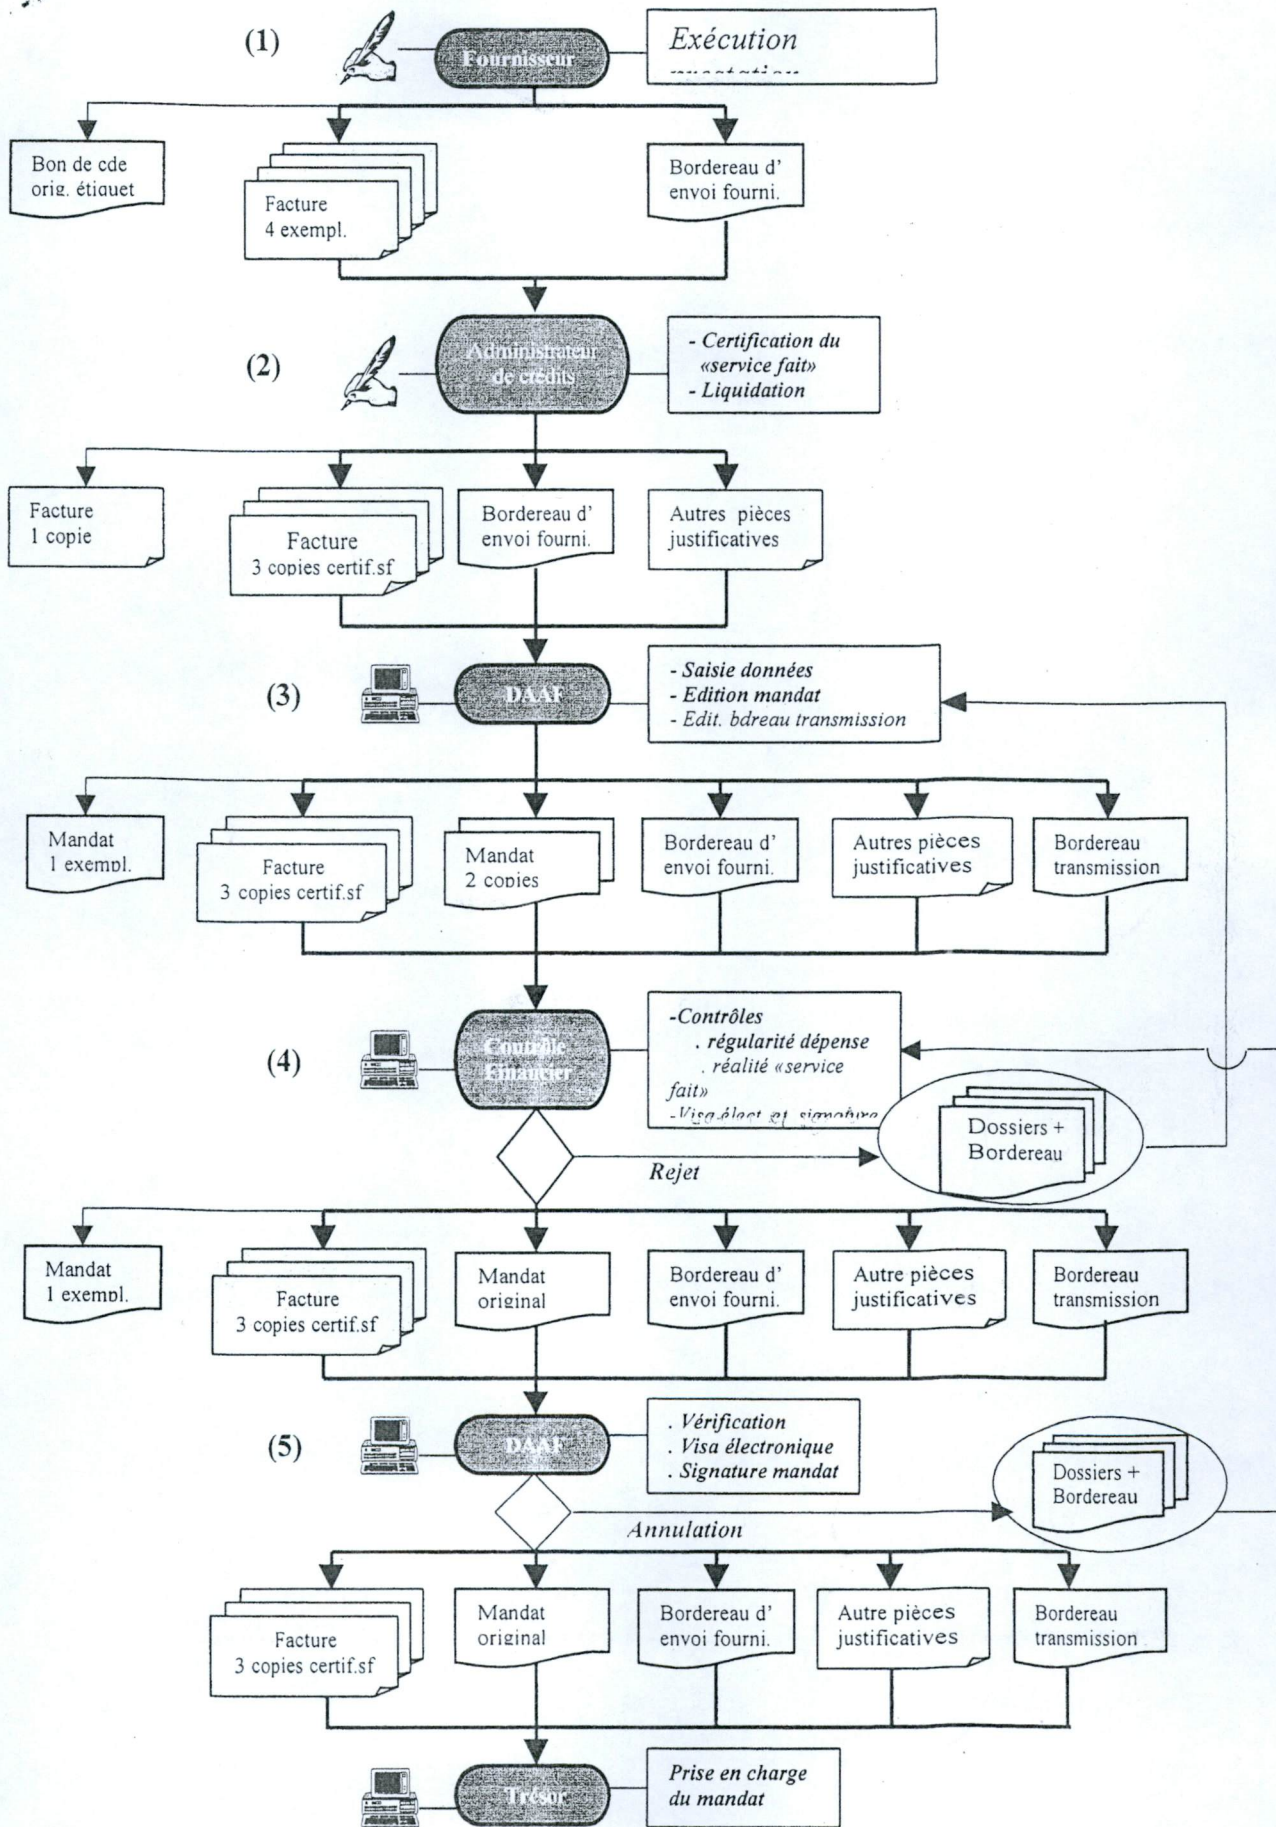 (1)
Fournisseur
Exécution
prestation
Bon de cde
orig. étiquet
Facture
4 exempl.
Bordereau d'
envoi fourni.
(2)
Administrateur
de crédits
- Certification du
«service fait»
- Liquidation
Facture
1 copie
Facture
3 copies certif.sf
Bordereau d'
envoi fourni.
Autres pièces
justificatives
(3)
DAAF
- Saisie données
- Edition mandat
- Edit. bdreau transmission
Mandat
1 exempl.
Facture
3 copies certif.sf
Mandat
2 copies
Bordereau d'
envoi fourni.
Autres pièces
justificatives
Bordereau
transmission
(4)
Contrôle
Financier
-Contrôles
. régularité dépense
. réalité «service
fait»
-Visa élect et signature
Dossiers +
Bordereau
Rejet
Mandat
1 exempl.
Facture
3 copies certif.sf
Mandat
original
Bordereau d'
envoi fourni.
Autre pièces
justificatives
Bordereau
transmission
(5)
DAAF
. Vérification
. Visa électronique
. Signature mandat
Dossiers +
Bordereau
Annulation
Facture
3 copies certif.sf
Mandat
original
Bordereau d'
envoi fourni.
Autre pièces
justificatives
Bordereau
transmission
Trésor
Prise en charge
du mandat